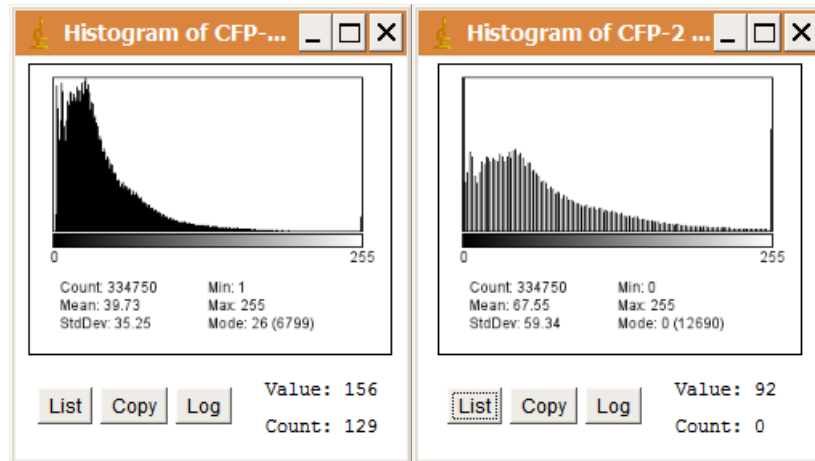 Histogram of CFP-...
0 255
Count: 334750 Min: 1
Mean: 39.73 Max: 255
StdDev: 35.25 Mode: 26 (6799)
List Copy Log Value: 156
Count: 129
Histogram of CFP-2 ...
0 255
Count: 334750 Min: 0
Mean: 67.55 Max: 255
StdDev: 59.34 Mode: 0 (12690)
List Copy Log Value: 92
Count: 0